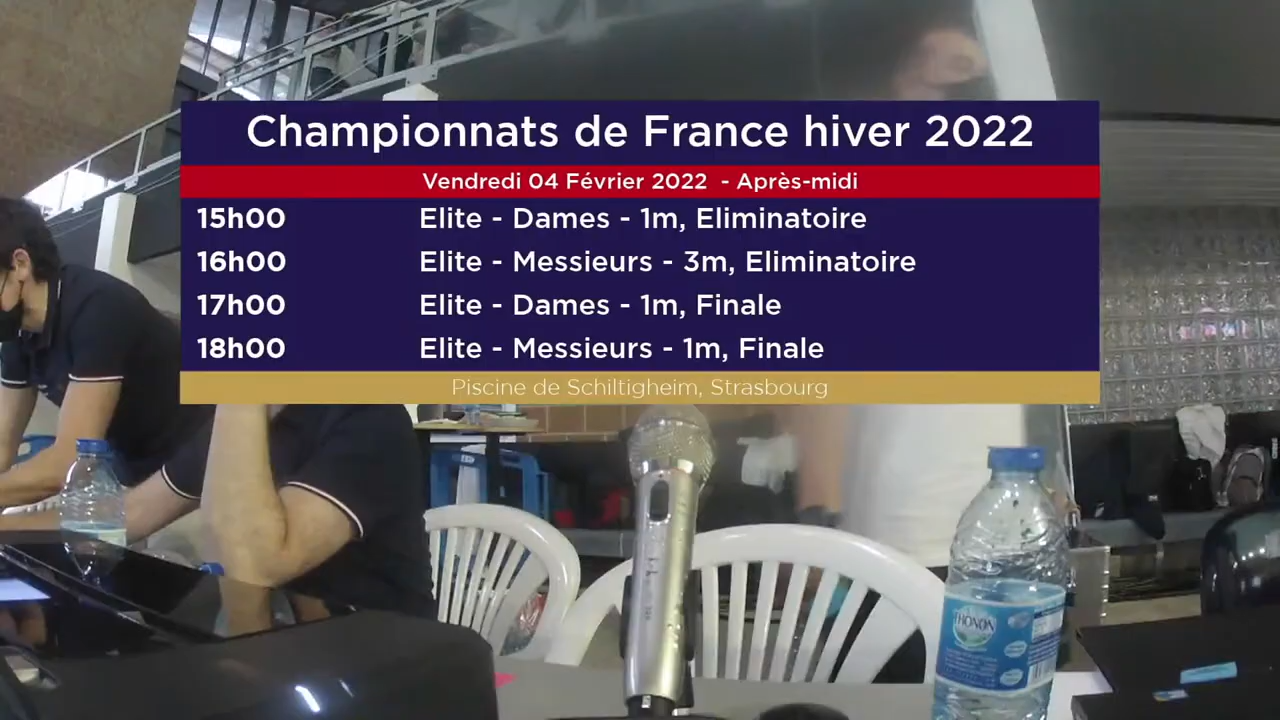 Championnats de France hiver 2022
Vendredi 04 Février 2022 - Après-midi
15h00 Elite - Dames - 1m, Eliminatoire
16h00 Elite - Messieurs - 3m, Eliminatoire
17h00 Elite - Dames - 1m, Finale
18h00 Elite - Messieurs - 1m, Finale
Piscine de Schiltigheim, Strasbourg
THONON